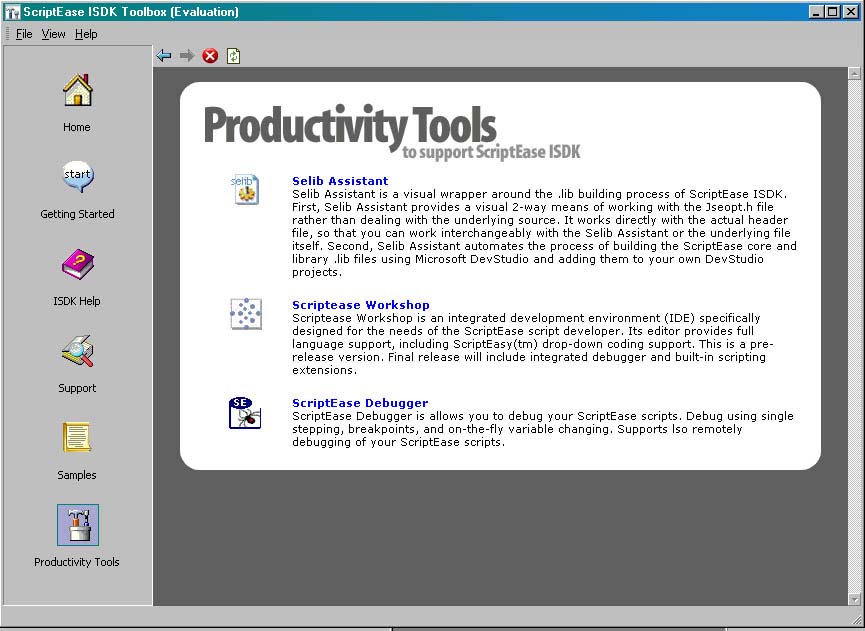 ScriptEase ISDK Toolbox (Evaluation)
File View Help
Home
start
Getting Started
ISDK Help
Support
Samples
Productivity Tools
Productivity Tools
to support ScriptEase ISDK
selib
Selib Assistant
Selib Assistant is a visual wrapper around the .lib building process of ScriptEase ISDK.
First, Selib Assistant provides a visual 2-way means of working with the Jseopt.h file
rather than dealing with the underlying source. It works directly with the actual header
file, so that you can work interchangeably with the Selib Assistant or the underlying file
itself. Second, Selib Assistant automates the process of building the ScriptEase core and
library .lib files using Microsoft DevStudio and adding them to your own DevStudio
projects.
Scriptease Workshop
Scriptease Workshop is an integrated development environment (IDE) specifically
designed for the needs of the ScriptEase script developer. Its editor provides full
language support, including ScriptEasy(tm) drop-down coding support. This is a pre-
release version. Final release will include integrated debugger and built-in scripting
extensions.
SE
ScriptEase Debugger
ScriptEase Debugger is allows you to debug your ScriptEase scripts. Debug using single
stepping, breakpoints, and on-the-fly variable changing. Supports lso remotely
debugging of your ScriptEase scripts.